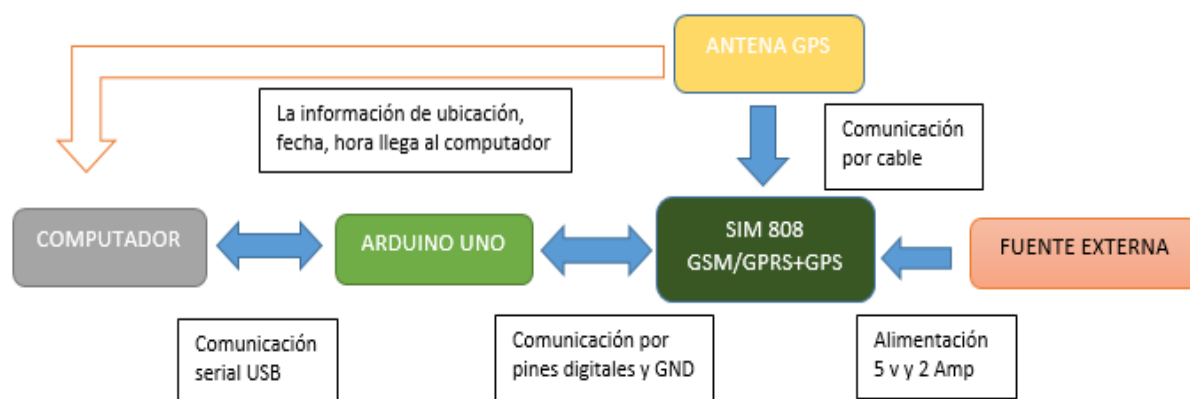 ANTENA GPS
La información de ubicación,
fecha, hora llega al computador
Comunicación
por cable
COMPUTADOR
ARDUINO UNO
SIM 808
GSM/GPRS+GPS
FUENTE EXTERNA
Comunicación
serial USB
Comunicación por
pines digitales y GND
Alimentación
5 v y 2 Amp